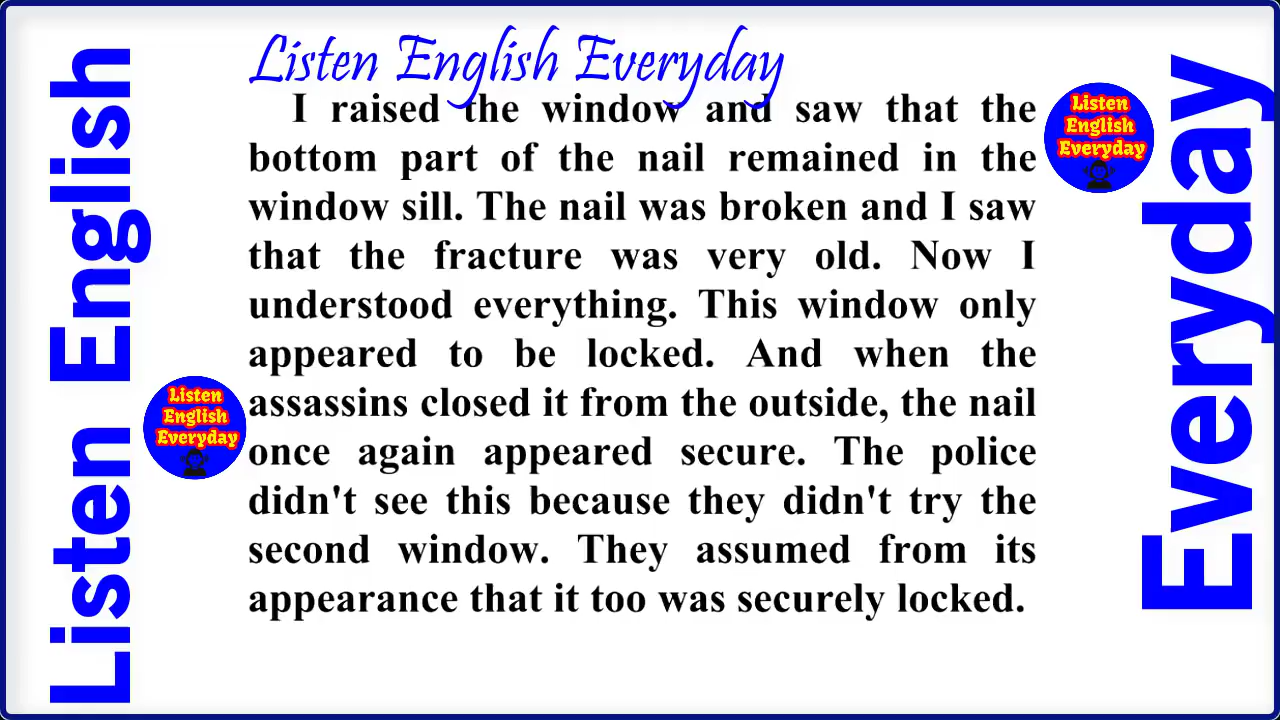 Listen English Everyday
I raised the window and saw that the
bottom part of the nail remained in the
window sill. The nail was broken and I saw
that the fracture was very old. Now I
understood everything. This window only
appeared to be locked. And when the
assassins closed it from the outside, the nail
once again appeared secure. The police
didn't see this because they didn't try the
second window. They assumed from its
appearance that it too was securely locked.
Listen English
Everyday
Listen
English
Everyday
Listen
English
Everyday